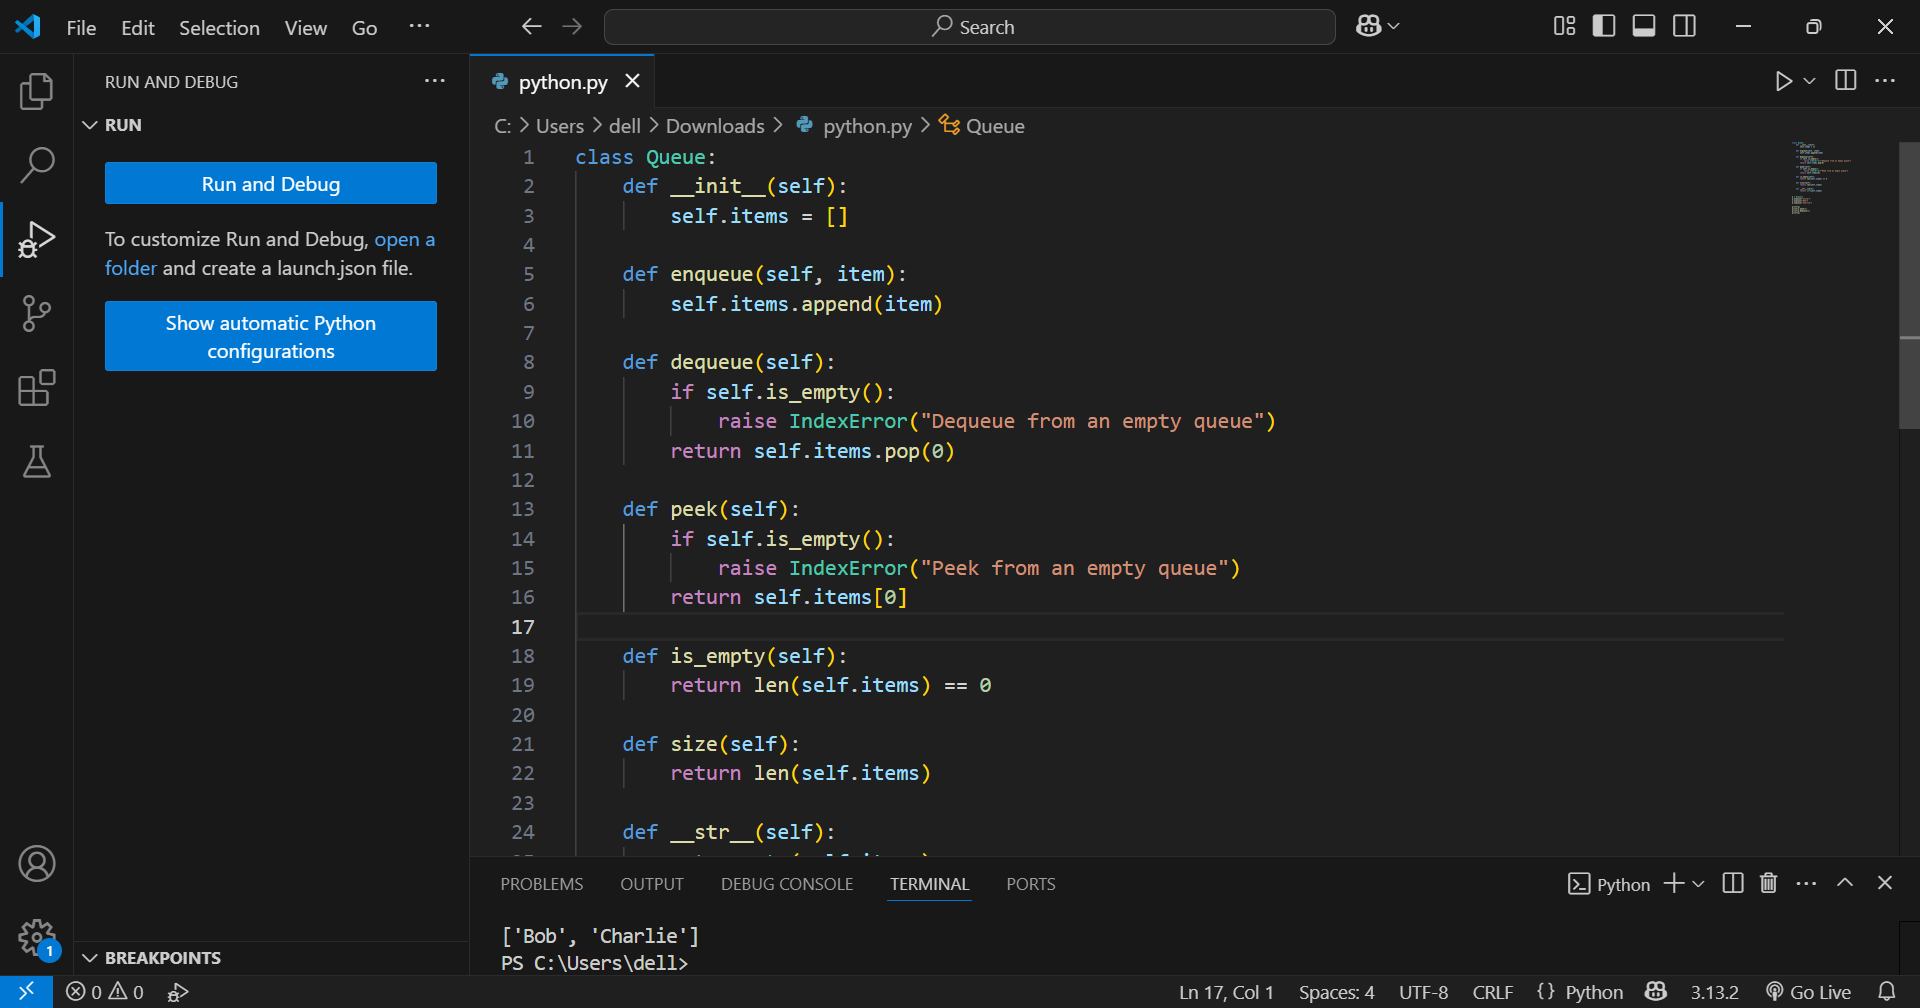 File Edit Selection View Go ···
Search
RUN AND DEBUG ···
RUN
Run and Debug
To customize Run and Debug, open a
folder and create a launch.json file.
Show automatic Python
configurations
BREAKPOINTS
python.py
C: > Users > dell > Downloads > python.py > Queue
1 class Queue:
2     def __init__(self):
3         self.items = []
4
5     def enqueue(self, item):
6         self.items.append(item)
7
8     def dequeue(self):
9         if self.is_empty():
10             raise IndexError("Dequeue from an empty queue")
11         return self.items.pop(0)
12
13     def peek(self):
14         if self.is_empty():
15             raise IndexError("Peek from an empty queue")
16         return self.items[0]
17
18     def is_empty(self):
19         return len(self.items) == 0
20
21     def size(self):
22         return len(self.items)
23
24     def __str__(self):
PROBLEMS OUTPUT DEBUG CONSOLE TERMINAL PORTS
Python
['Bob', 'Charlie']
PS C:\Users\dell>
1
0 0
Ln 17, Col 1 Spaces: 4 UTF-8 CRLF {} Python 3.13.2 Go Live